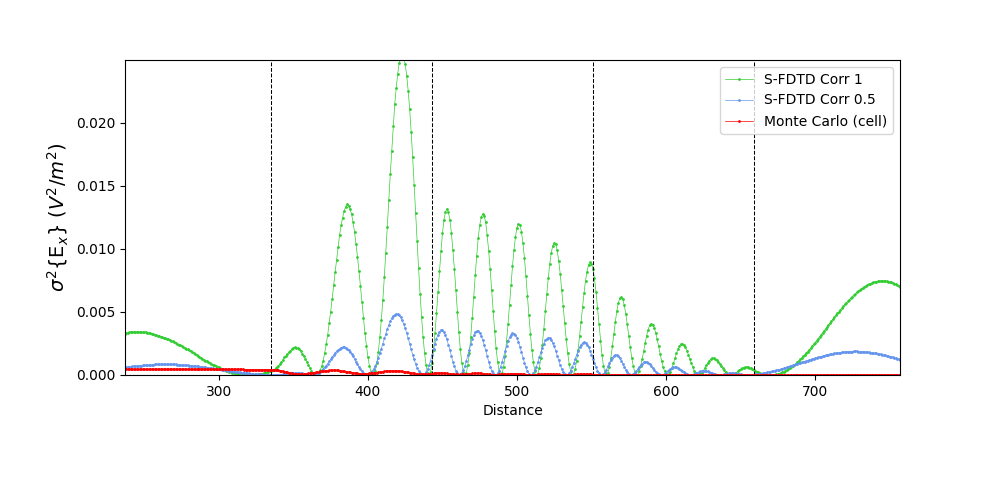 S-FDTD Corr 1
S-FDTD Corr 0.5
Monte Carlo (cell)
σ²{Eₓ} (V²/m²)
0.020
0.015
0.010
0.005
0.000
300 400 500 600 700
Distance